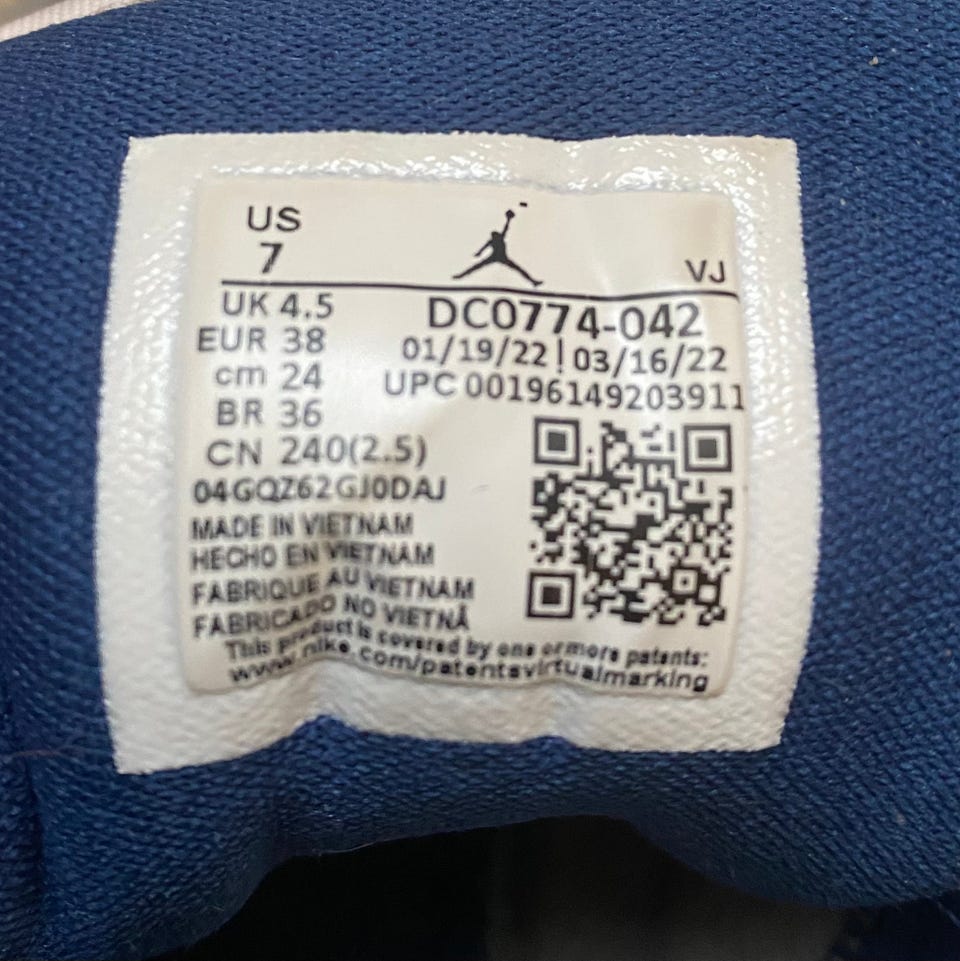 US
7
VJ
UK 4.5
DC0774-042
EUR 38
01/19/22 | 03/16/22
cm 24
UPC 00196149203911
BR 36
CN 240(2.5)
04GQZ62GJ0DAJ
MADE IN VIETNAM
HECHO EN VIETNAM
FABRIQUE AU VIETNAM
FABRICADO NO VIETNÃ
This product is covered by one or more patents:
www.nike.com/patentsvirtualmarking